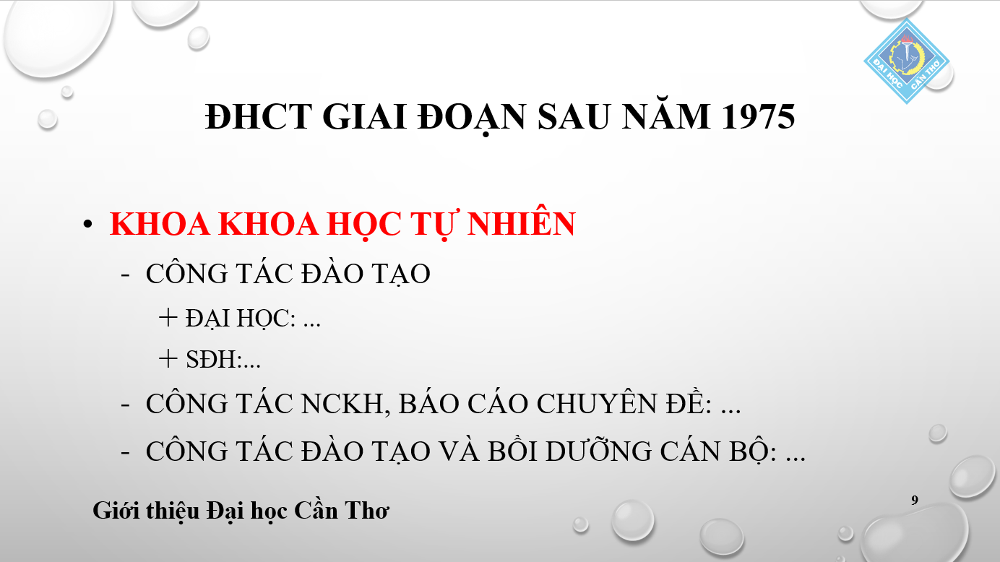 ĐẠI HỌC CẦN THƠ
ĐHCT GIAI ĐOẠN SAU NĂM 1975
• KHOA KHOA HỌC TỰ NHIÊN
- CÔNG TÁC ĐÀO TẠO
+ ĐẠI HỌC: ...
+ SĐH:...
- CÔNG TÁC NCKH, BÁO CÁO CHUYÊN ĐỀ: ...
- CÔNG TÁC ĐÀO TẠO VÀ BỒI DƯỠNG CÁN BỘ: ...
Giới thiệu Đại học Cần Thơ
9